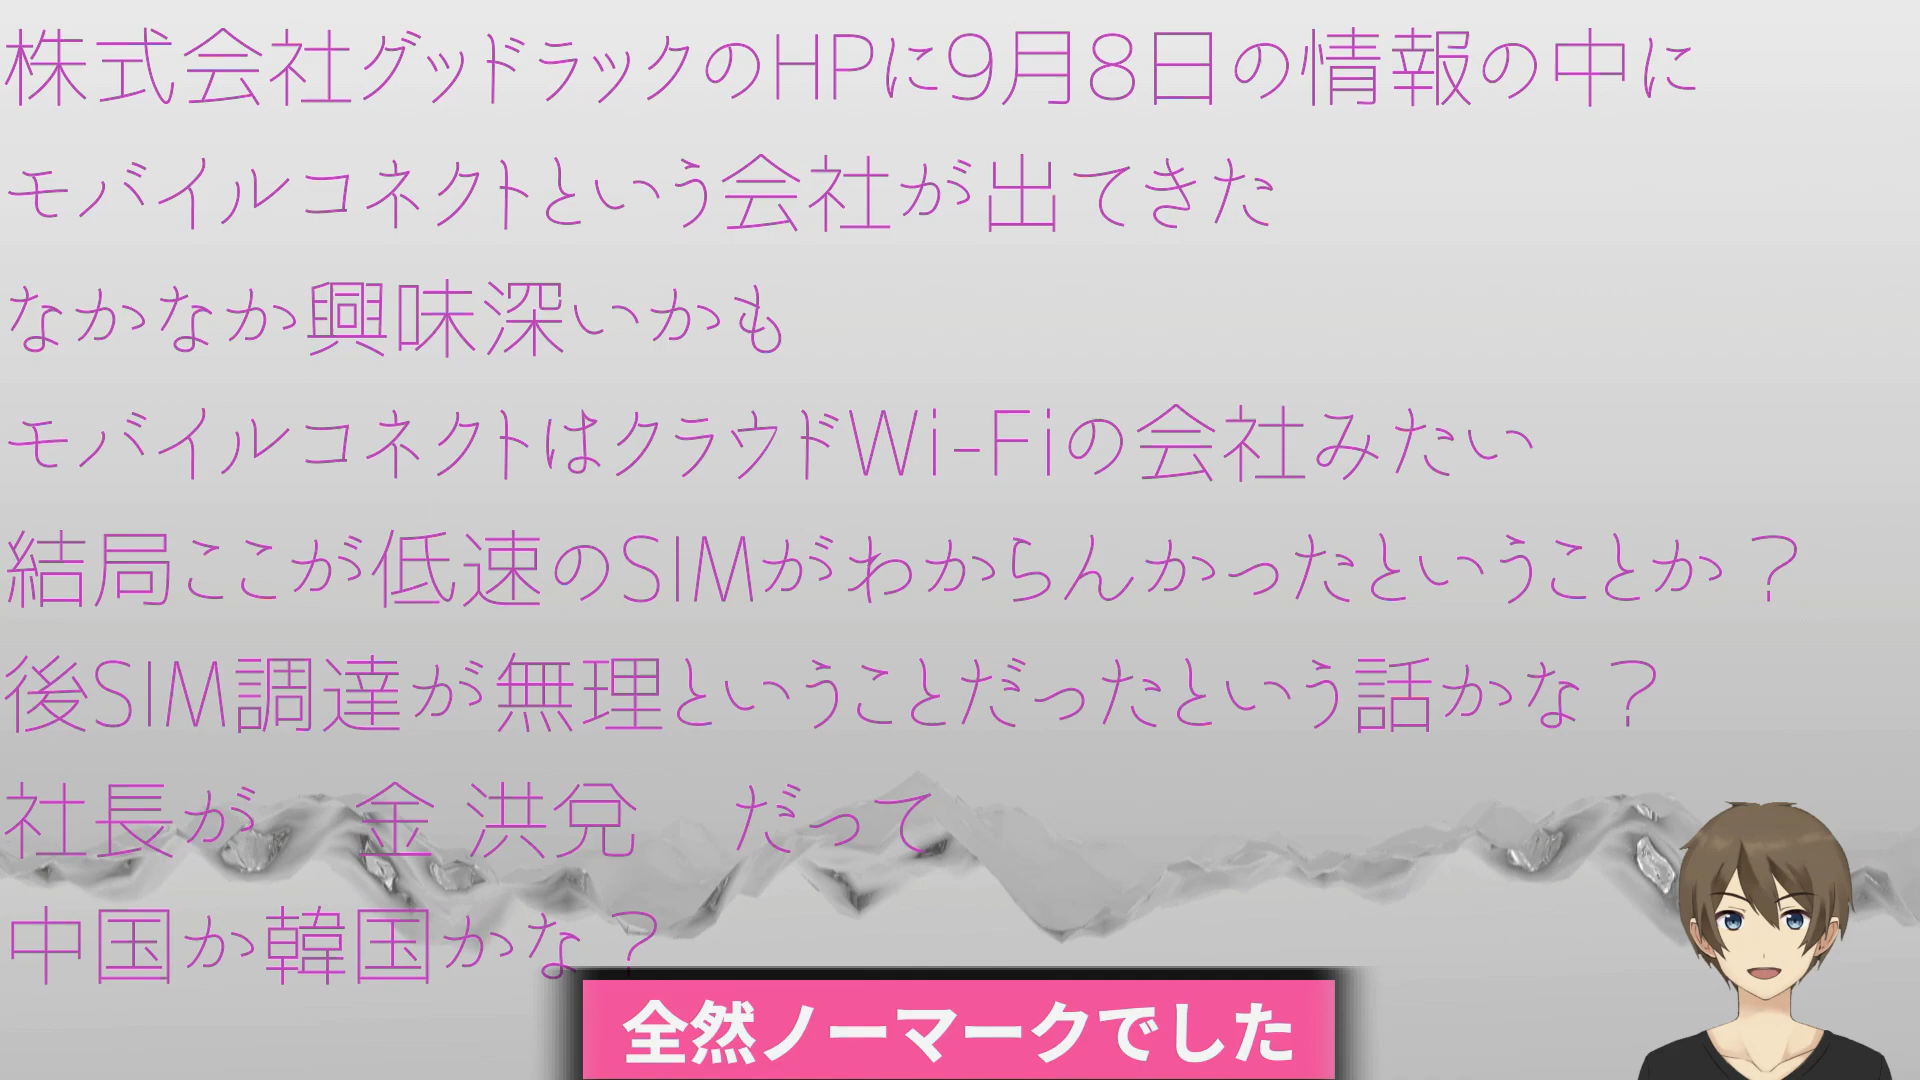 株式会社グッドラックのHPに9月8日の情報の中に
モバイルコネクトという会社が出てきた
なかなか興味深いかも
モバイルコネクトはクラウドWi-Fiの会社みたい
結局ここが低速のSIMがわからんかったということか？
後SIM調達が無理ということだったという話かな？
社長が　金 洪兌　だって
中国か韓国かな？
全然ノーマークでした